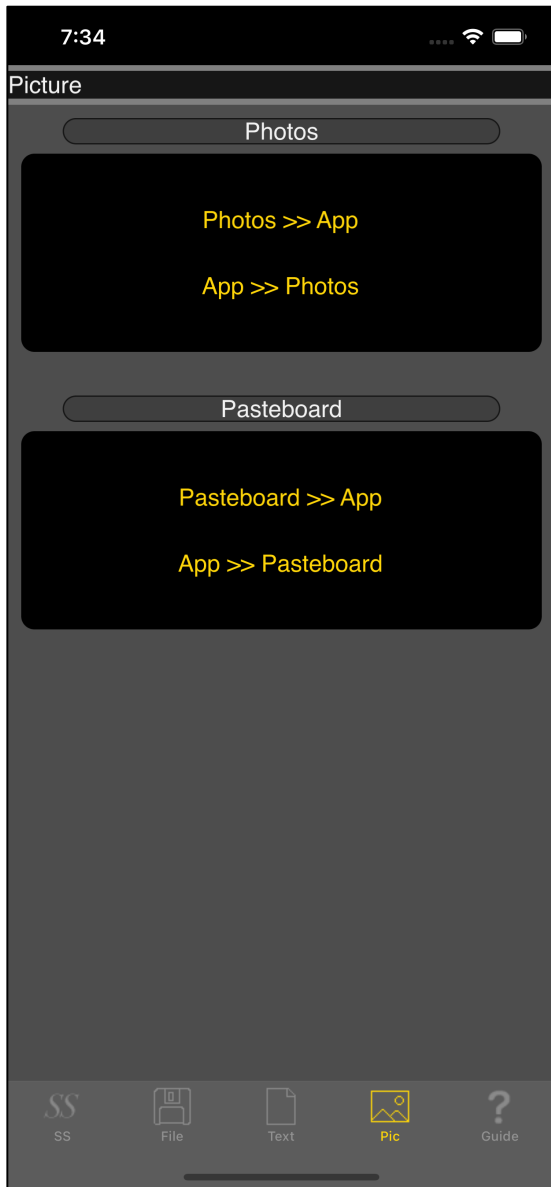 7:34
Picture
Photos
Photos >> App
App >> Photos
Pasteboard
Pasteboard >> App
App >> Pasteboard
SS
SS File Text Pic Guide